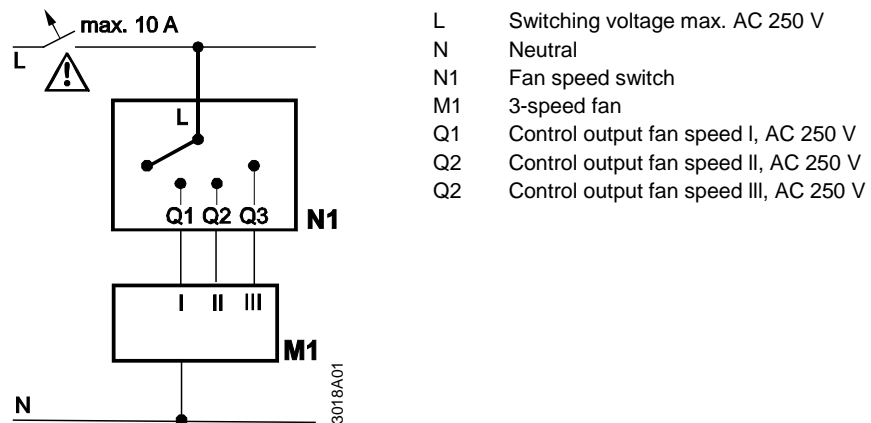 max. 10 A
L
L
Q1 Q2 Q3
N1
I II III
M1
N
3018A01
L Switching voltage max. AC 250 V
N Neutral
N1 Fan speed switch
M1 3-speed fan
Q1 Control output fan speed I, AC 250 V
Q2 Control output fan speed II, AC 250 V
Q2 Control output fan speed III, AC 250 V